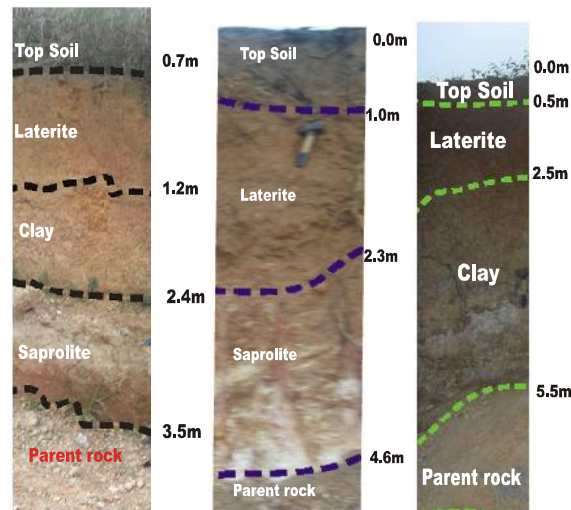 Top Soil
0.7m
Laterite
1.2m
Clay
2.4m
Saprolite
3.5m
Parent rock
0.0m
Top Soil
1.0m
Laterite
2.3m
Saprolite
4.6m
Parent rock
0.0m
Top Soil
0.5m
Laterite
2.5m
Clay
5.5m
Parent rock